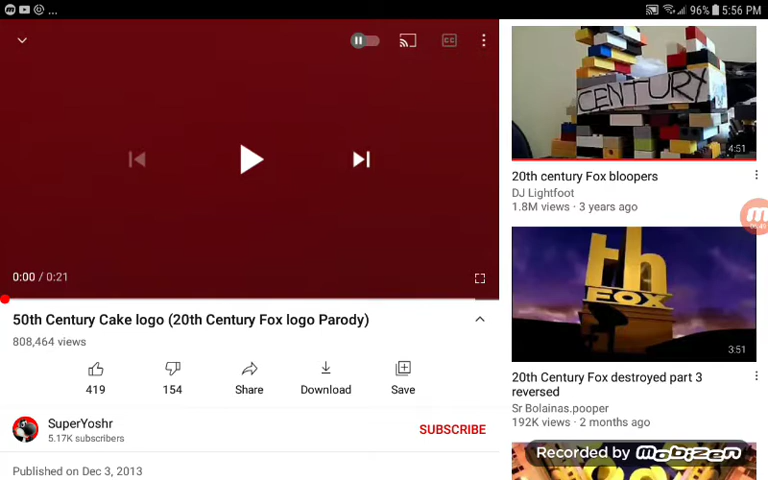 96% 5:56 PM
CC
0:00 / 0:21
50th Century Cake logo (20th Century Fox logo Parody)
808,464 views
419
154
Share
Download
Save
SuperYoshr
5.17K subscribers
SUBSCRIBE
Published on Dec 3, 2013
CENTURY
4:51
20th century Fox bloopers
DJ Lightfoot
1.8M views · 3 years ago
th
FOX
3:51
20th Century Fox destroyed part 3
reversed
Sr Bolainas.pooper
192K views · 2 months ago
Recorded by Mobizen